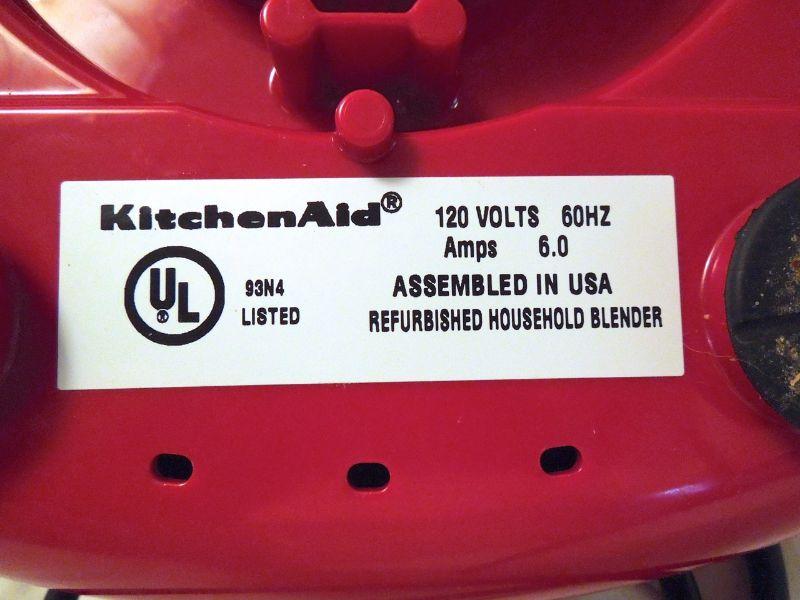 KitchenAid®
120 VOLTS 60HZ
Amps 6.0
UL
93N4
LISTED
ASSEMBLED IN USA
REFURBISHED HOUSEHOLD BLENDER